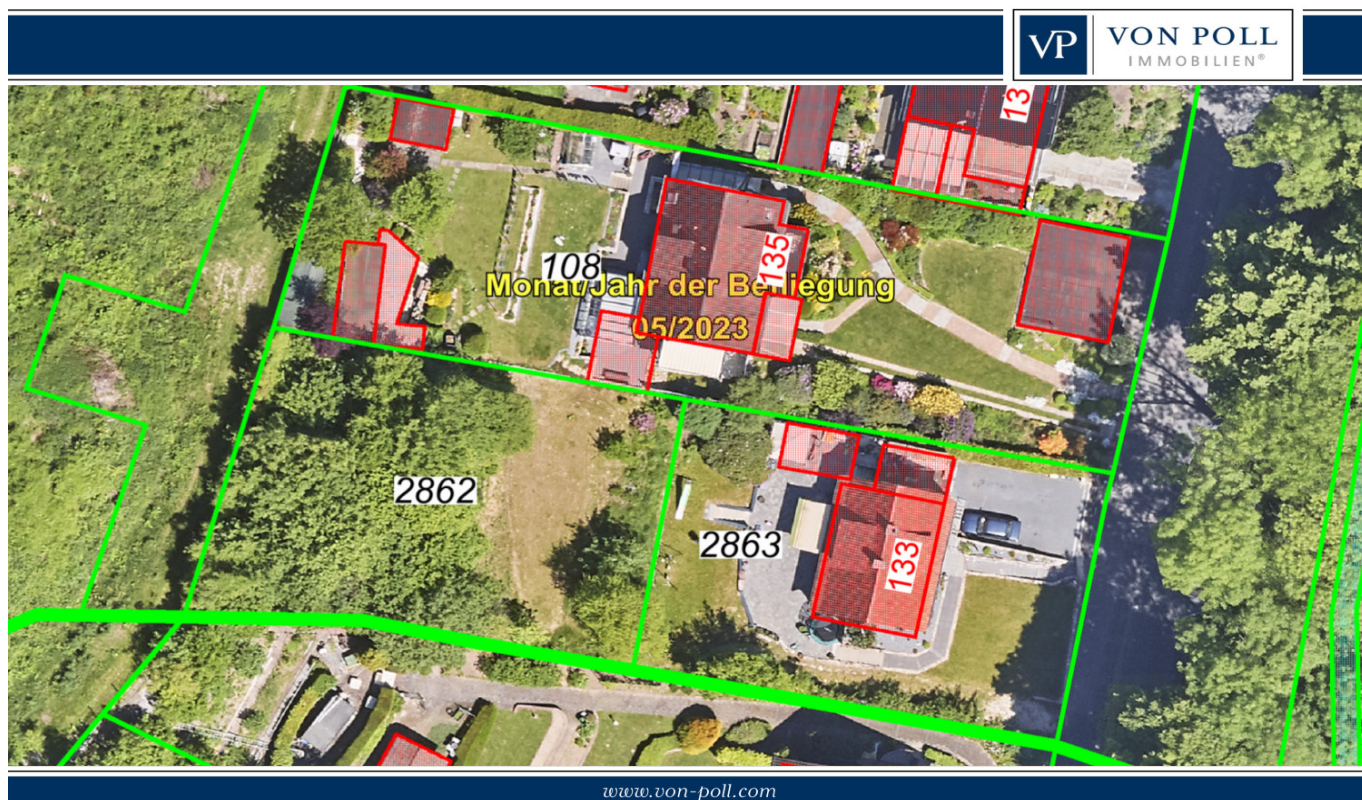 VP
VON POLL
IMMOBILIEN®
13
135
108
Monat/Jahr der Befliegung
05/2023
2862
2863
133
www.von-poll.com